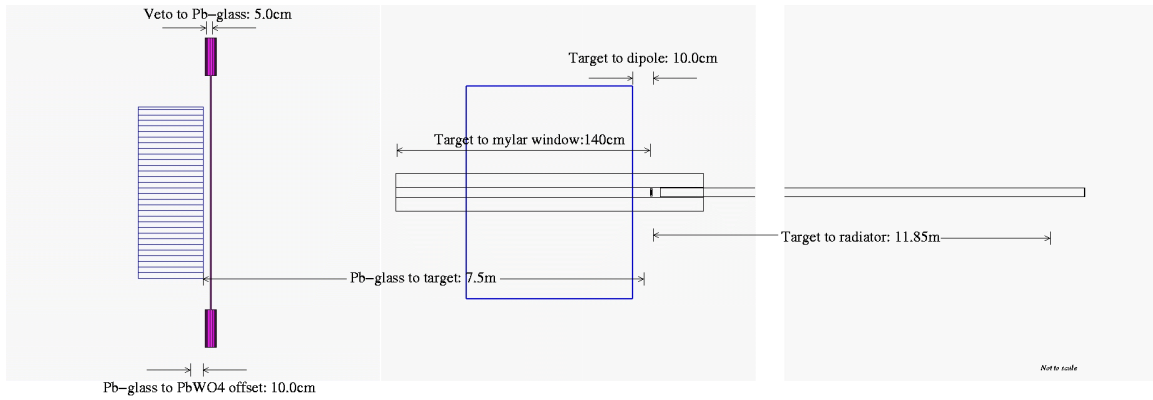 Veto to Pb-glass: 5.0cm
Target to dipole: 10.0cm
Target to mylar window:140cm
Target to radiator: 11.85m
Pb-glass to target: 7.5m
Not to scale
Pb-glass to PbWO4 offset: 10.0cm